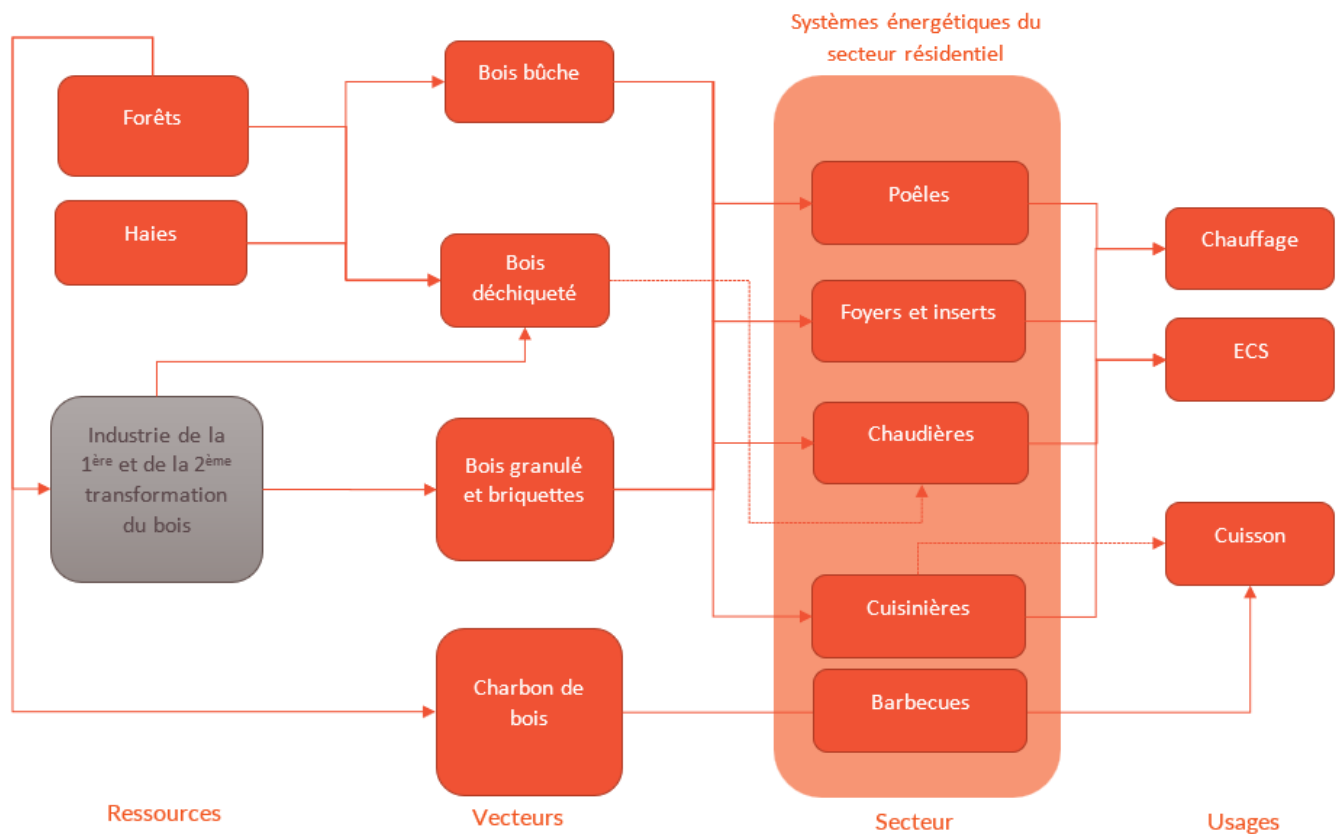 Systèmes énergétiques du
secteur résidentiel
Forêts
Haies
Industrie de la
1ère et de la 2ème
transformation
du bois
Bois bûche
Bois
déchiqueté
Bois granulé
et briquettes
Charbon de
bois
Poêles
Foyers et inserts
Chaudières
Cuisinières
Barbecues
Chauffage
ECS
Cuisson
Ressources
Vecteurs
Secteur
Usages